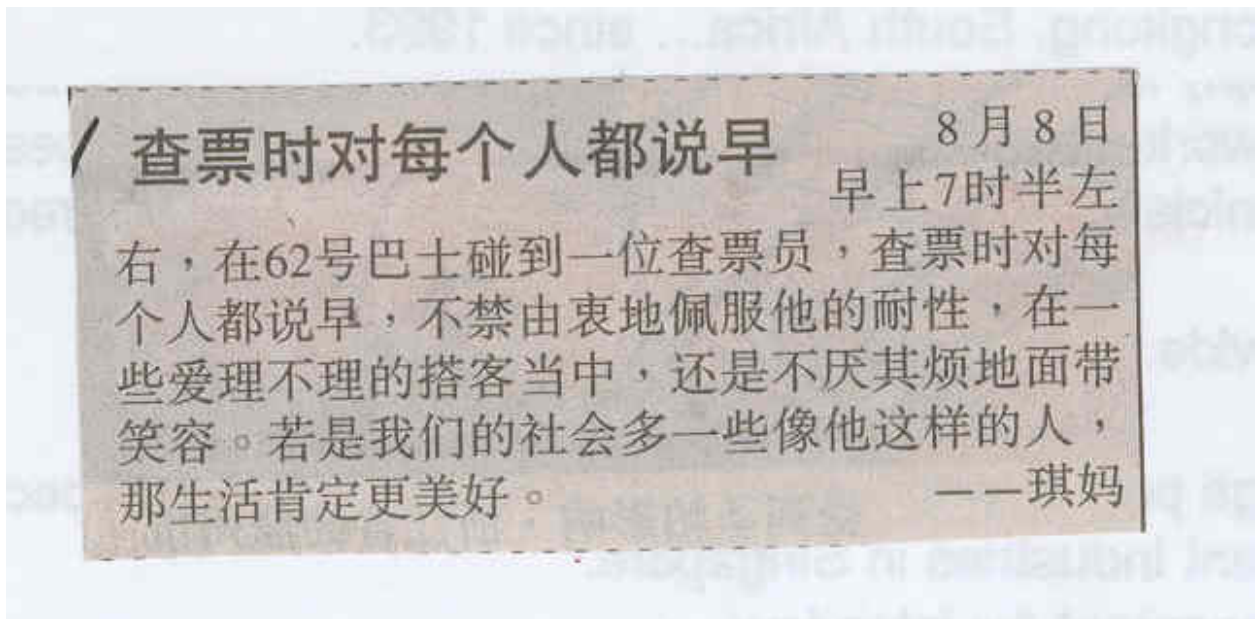 查票时对每个人都说早
8月8日
早上7时半左
右，在62号巴士碰到一位查票员，查票时对每
个人都说早，不禁由衷地佩服他的耐性，在一
些爱理不理的搭客当中，还是不厌其烦地面带
笑容。若是我们的社会多一些像他这样的人，
那生活肯定更美好。 ——琪妈